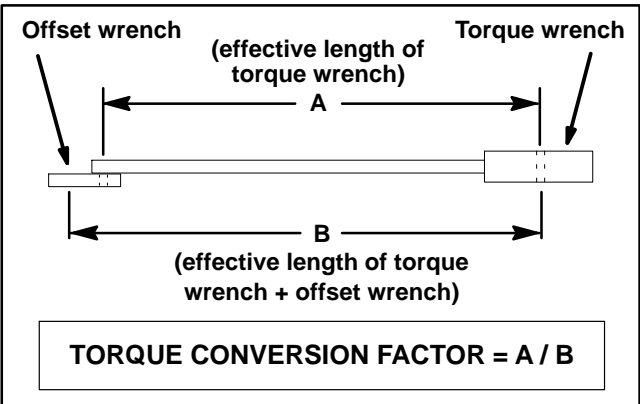 Offset wrench
(effective length of
torque wrench)
Torque wrench
A
B
(effective length of torque
wrench + offset wrench)
TORQUE CONVERSION FACTOR = A / B